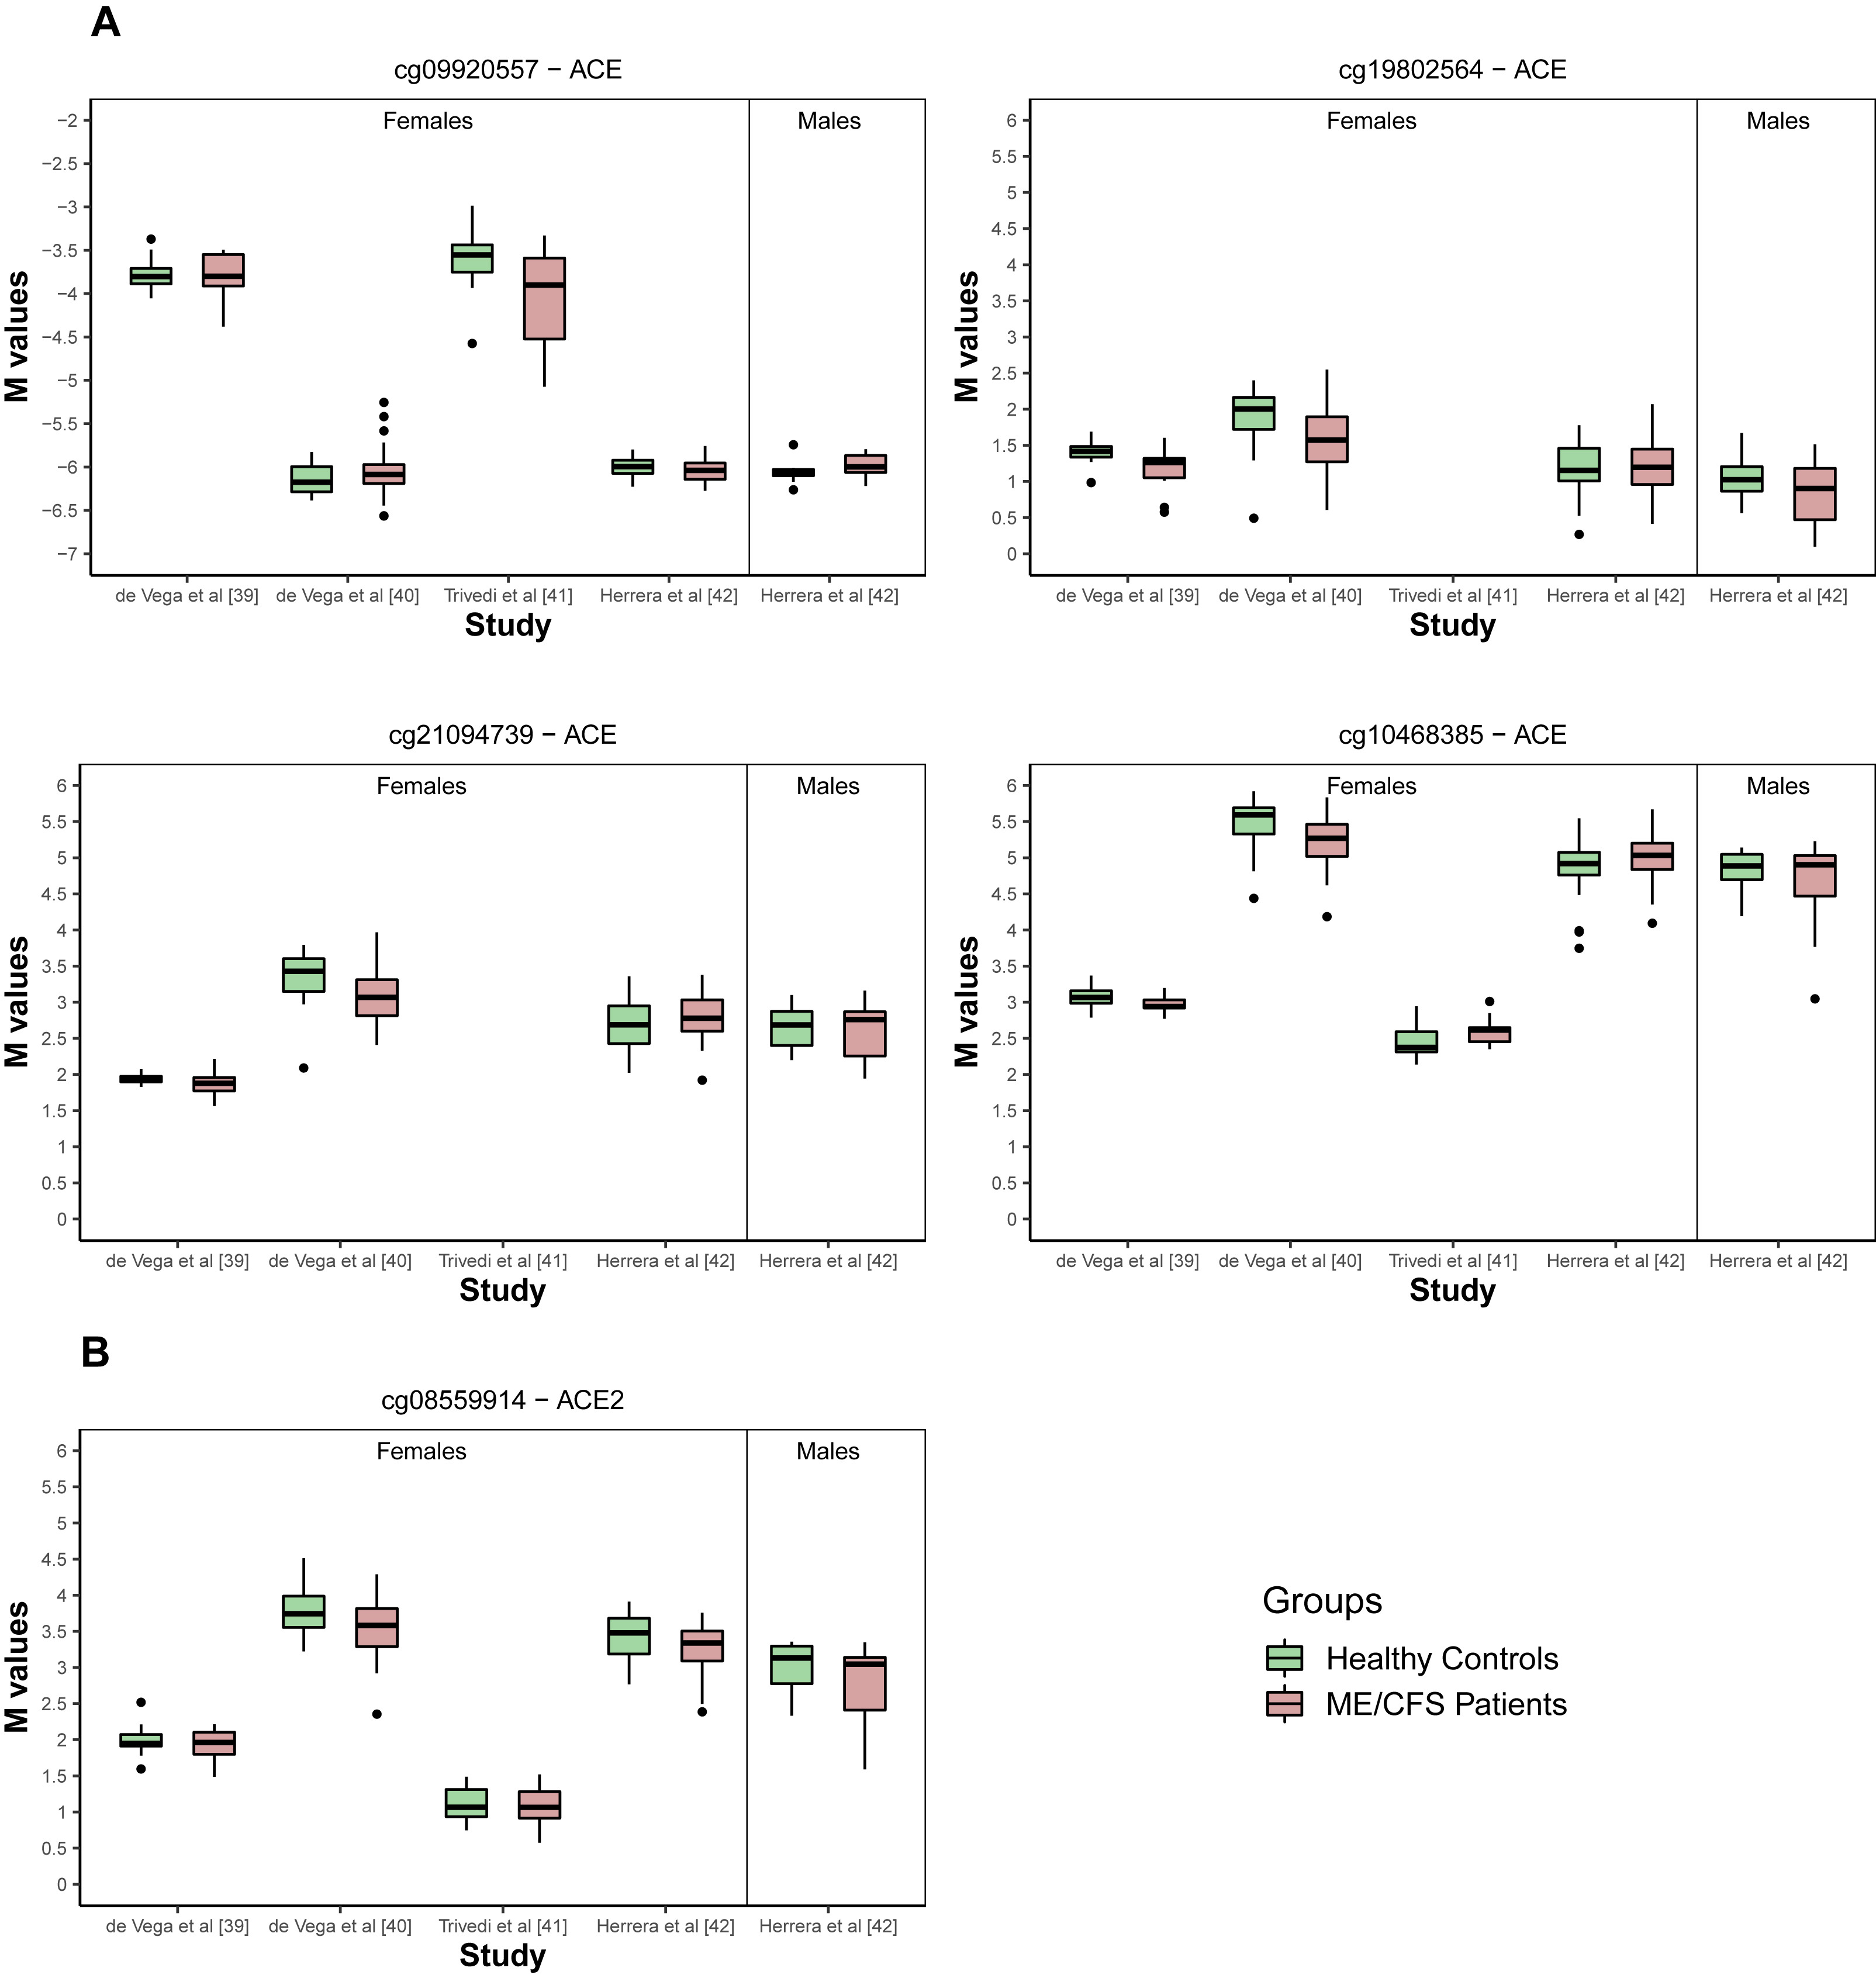 A
cg09920557 − ACE
Females
Males
M values
−2
−2.5
−3
−3.5
−4
−4.5
−5
−5.5
−6
−6.5
−7
de Vega et al [39] de Vega et al [40] Trivedi et al [41] Herrera et al [42] Herrera et al [42]
Study
cg19802564 − ACE
Females
Males
M values
6
5.5
5
4.5
4
3.5
3
2.5
2
1.5
1
0.5
0
de Vega et al [39] de Vega et al [40] Trivedi et al [41] Herrera et al [42] Herrera et al [42]
Study
cg21094739 − ACE
Females
Males
M values
6
5.5
5
4.5
4
3.5
3
2.5
2
1.5
1
0.5
0
de Vega et al [39] de Vega et al [40] Trivedi et al [41] Herrera et al [42] Herrera et al [42]
Study
cg10468385 − ACE
Females
Males
M values
6
5.5
5
4.5
4
3.5
3
2.5
2
1.5
1
0.5
0
de Vega et al [39] de Vega et al [40] Trivedi et al [41] Herrera et al [42] Herrera et al [42]
Study
B
cg08559914 − ACE2
Females
Males
M values
6
5.5
5
4.5
4
3.5
3
2.5
2
1.5
1
0.5
0
de Vega et al [39] de Vega et al [40] Trivedi et al [41] Herrera et al [42] Herrera et al [42]
Study
Groups
Healthy Controls
ME/CFS Patients